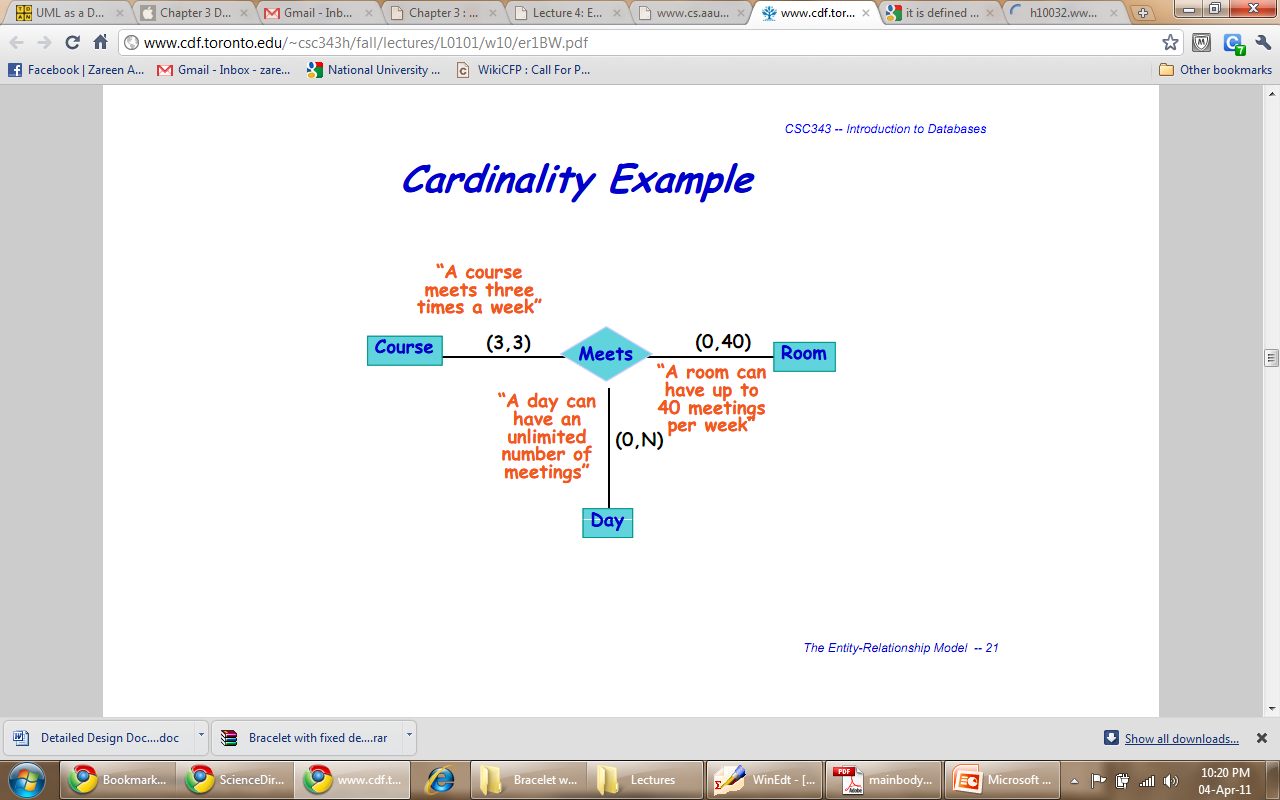 UML as a D...
Chapter 3 D...
Gmail - Inb...
Chapter 3 : ...
Lecture 4: E...
www.cs.aau...
www.cdf.tor...
it is defined ...
h10032.ww...
www.cdf.toronto.edu/~csc343h/fall/lectures/L0101/w10/er1BW.pdf
7
Facebook | Zareen A...
Gmail - Inbox - zare...
National University ...
WikiCFP : Call For P...
Other bookmarks
CSC343 -- Introduction to Databases
Cardinality Example
“A course
meets three
times a week”
Course
(3,3)
Meets
(0,40)
Room
“A room can
have up to
40 meetings
per week”
“A day can
have an
unlimited
number of
meetings”
(0,N)
Day
The Entity-Relationship Model -- 21
Detailed Design Doc....doc
Bracelet with fixed de....rar
Show all downloads...
Bookmark...
ScienceDir...
www.cdf.t...
Bracelet w...
Lectures
WinEdt - [...
PDF
mainbody...
Microsoft ...
10:20 PM
04-Apr-11